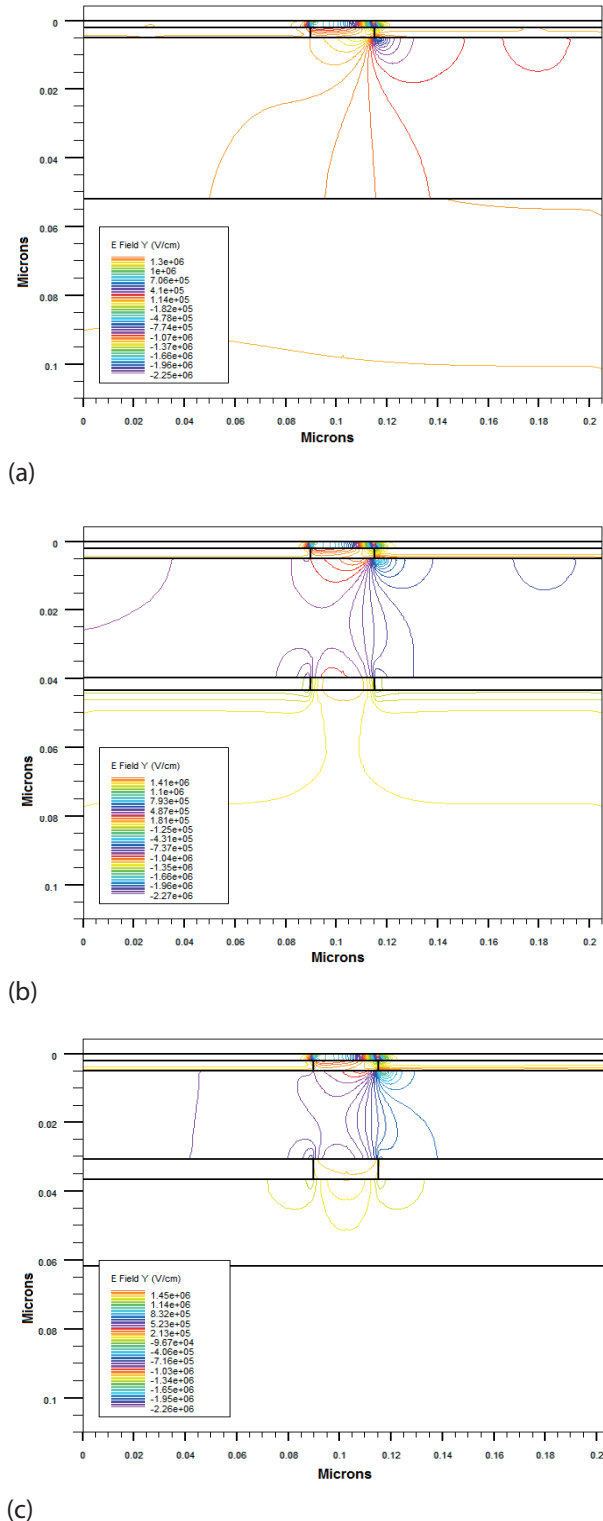 0
0.02
0.04
0.06
0.08
0.1
Microns
E Field Y (V/cm)
1.3e+06
1e+06
7.06e+05
4.1e+05
1.14e+05
-1.82e+05
-4.78e+05
-7.74e+05
-1.07e+06
-1.37e+06
-1.66e+06
-1.96e+06
-2.25e+06
0 0.02 0.04 0.06 0.08 0.1 0.12 0.14 0.16 0.18 0.2
Microns
(a)
0
0.02
0.04
0.06
0.08
0.1
Microns
E Field Y (V/cm)
1.41e+06
1.1e+06
7.93e+05
4.87e+05
1.81e+05
-1.25e+05
-4.31e+05
-7.37e+05
-1.04e+06
-1.35e+06
-1.66e+06
-1.96e+06
-2.27e+06
0 0.02 0.04 0.06 0.08 0.1 0.12 0.14 0.16 0.18 0.2
Microns
(b)
0
0.02
0.04
0.06
0.08
0.1
Microns
E Field Y (V/cm)
1.45e+06
1.14e+06
8.32e+05
5.23e+05
2.13e+05
-9.67e+04
-4.06e+05
-7.16e+05
-1.03e+06
-1.34e+06
-1.65e+06
-1.95e+06
-2.26e+06
0 0.02 0.04 0.06 0.08 0.1 0.12 0.14 0.16 0.18 0.2
Microns
(c)